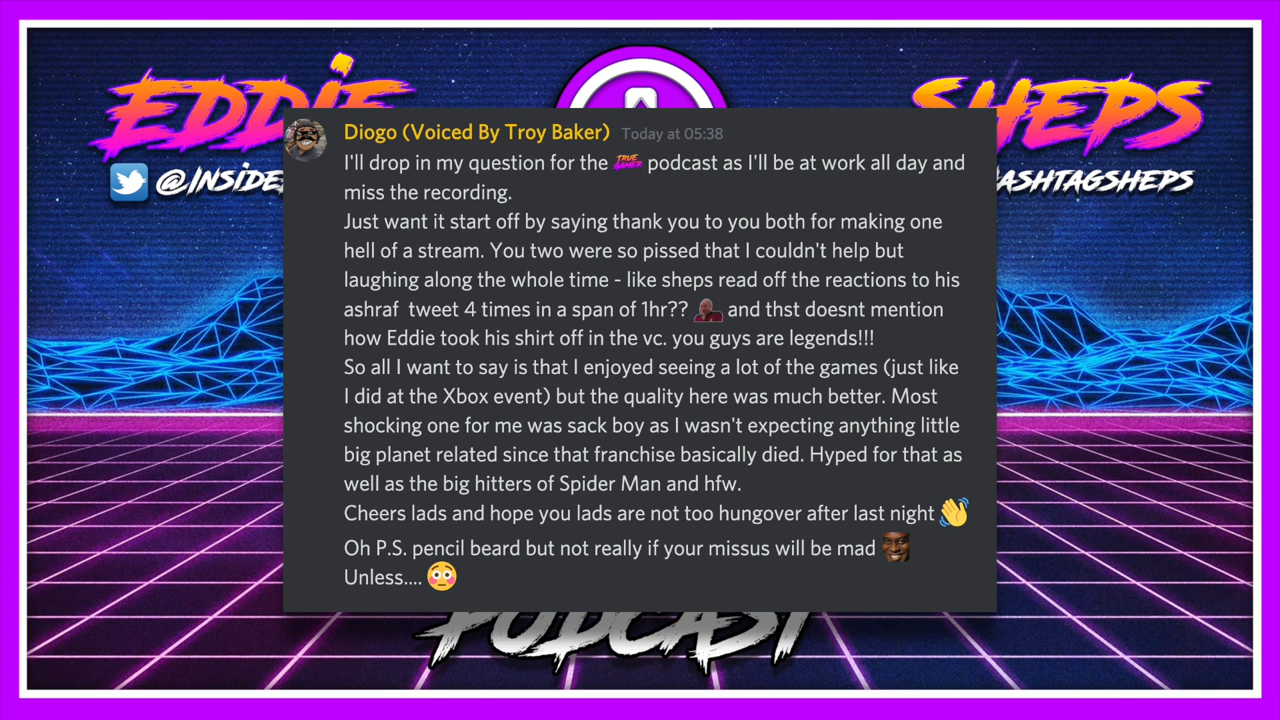 EDDIE
SHEPS
@INSIDE
ASHTAGSHEPS
Diogo (Voiced By Troy Baker) Today at 05:38
I'll drop in my question for the TRUE GAMER podcast as I'll be at work all day and
miss the recording.
Just want it start off by saying thank you to you both for making one
hell of a stream. You two were so pissed that I couldn't help but
laughing along the whole time - like sheps read off the reactions to his
ashraf tweet 4 times in a span of 1hr?? and thst doesnt mention
how Eddie took his shirt off in the vc. you guys are legends!!!
So all I want to say is that I enjoyed seeing a lot of the games (just like
I did at the Xbox event) but the quality here was much better. Most
shocking one for me was sack boy as I wasn't expecting anything little
big planet related since that franchise basically died. Hyped for that as
well as the big hitters of Spider Man and hfw.
Cheers lads and hope you lads are not too hungover after last night 👋
Oh P.S. pencil beard but not really if your missus will be mad
Unless.... 😳
PODCAST